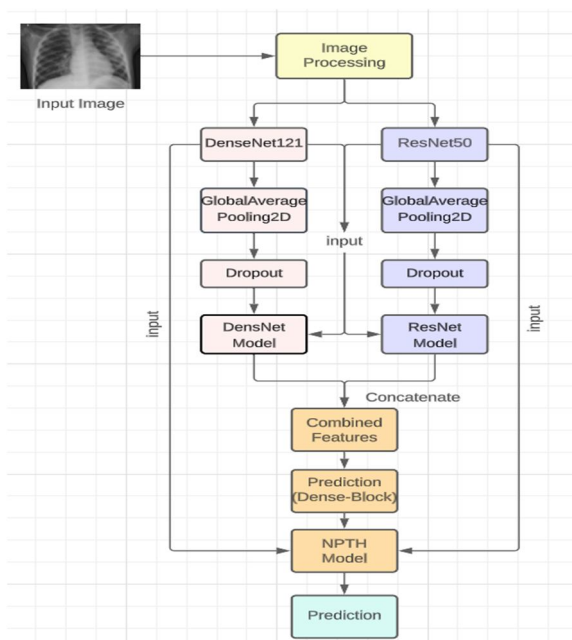 Image
Processing
Input Image
DenseNet121
ResNet50
GlobalAverage
Pooling2D
GlobalAverage
Pooling2D
input
Dropout
Dropout
input
input
DensNet
Model
ResNet
Model
Concatenate
Combined
Features
Prediction
(Dense-Block)
NPTH
Model
Prediction